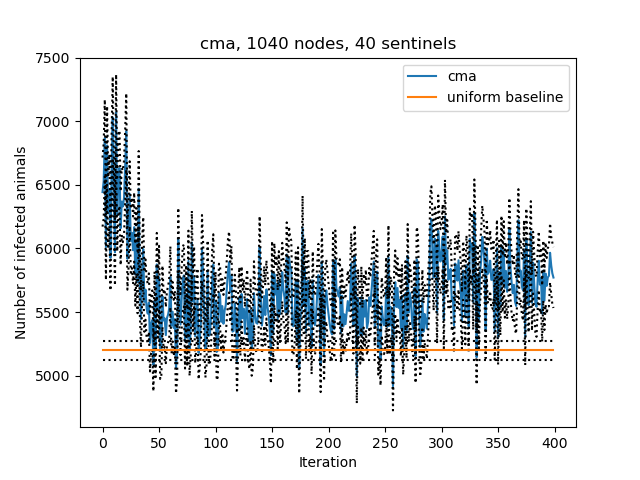 cma, 1040 nodes, 40 sentinels
cma
uniform baseline
Number of infected animals
7500
7000
6500
6000
5500
5000
0 50 100 150 200 250 300 350 400
Iteration